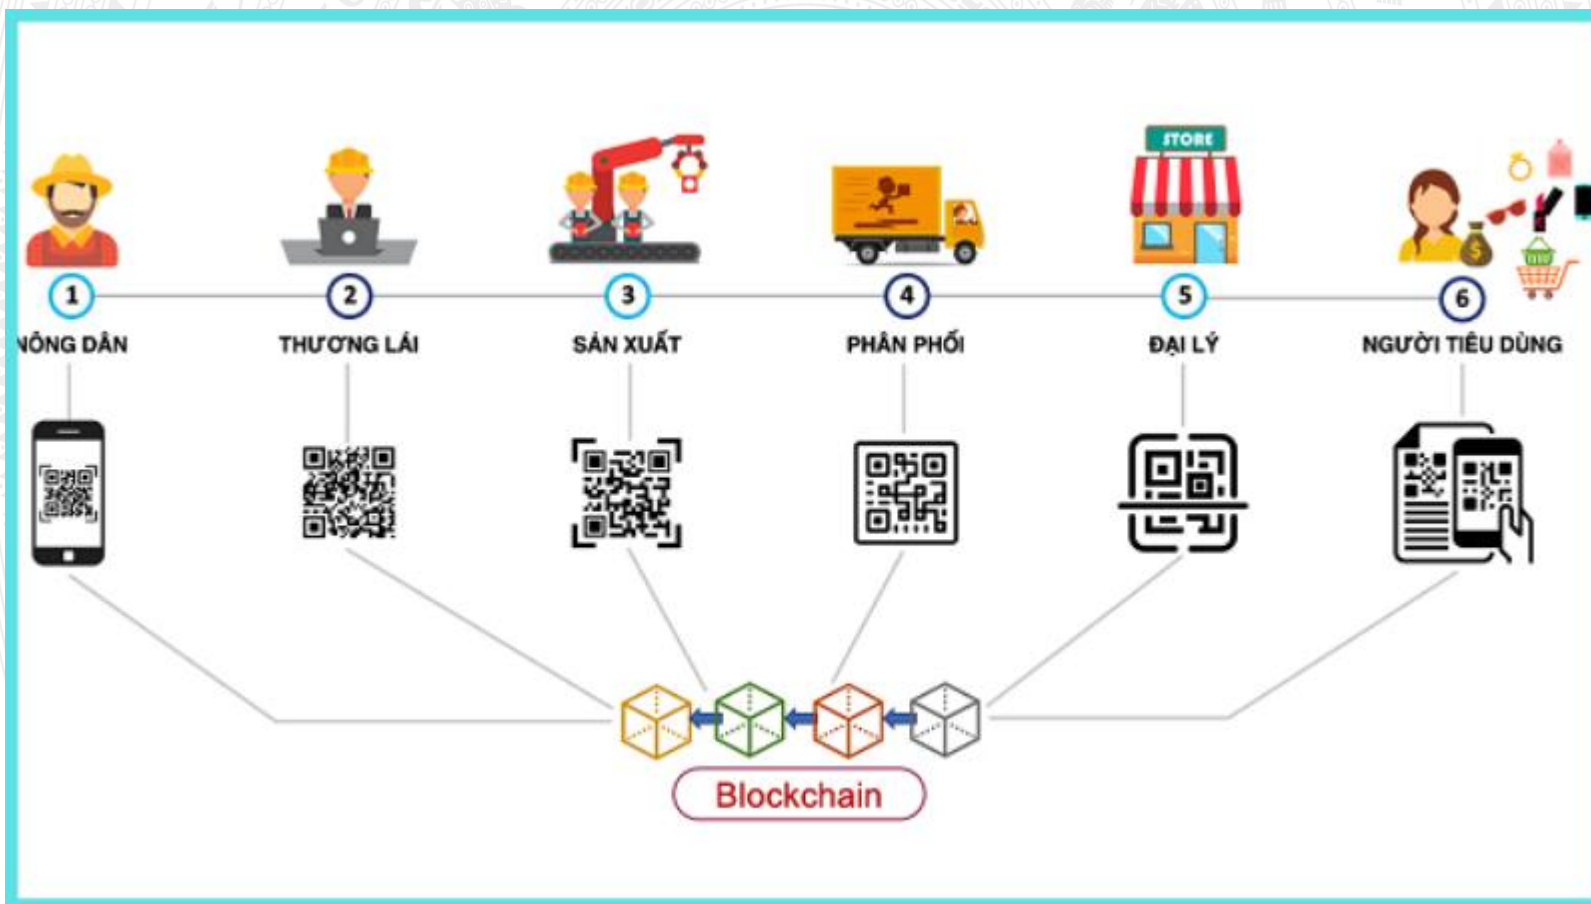 STORE
$
1
2
3
4
5
6
NÔNG DÂN
THƯƠNG LÁI
SẢN XUẤT
PHÂN PHỐI
ĐẠI LÝ
NGƯỜI TIÊU DÙNG
Blockchain